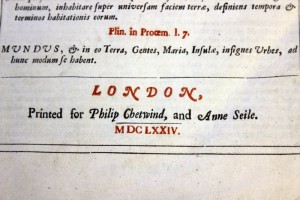 hominum, inhabitare super universam faciem terræ, definiens tempora &
terminos habitationis eorum.
Plin. in Proœm. l. 7.
MUNDUS, & in eo Terra, Gentes, Maria, Insulæ, insignes Urbes, ad
hunc modum se habent.
LONDON,
Printed for Philip Chetwind, and Anne Seile.
MDCLXXIV.